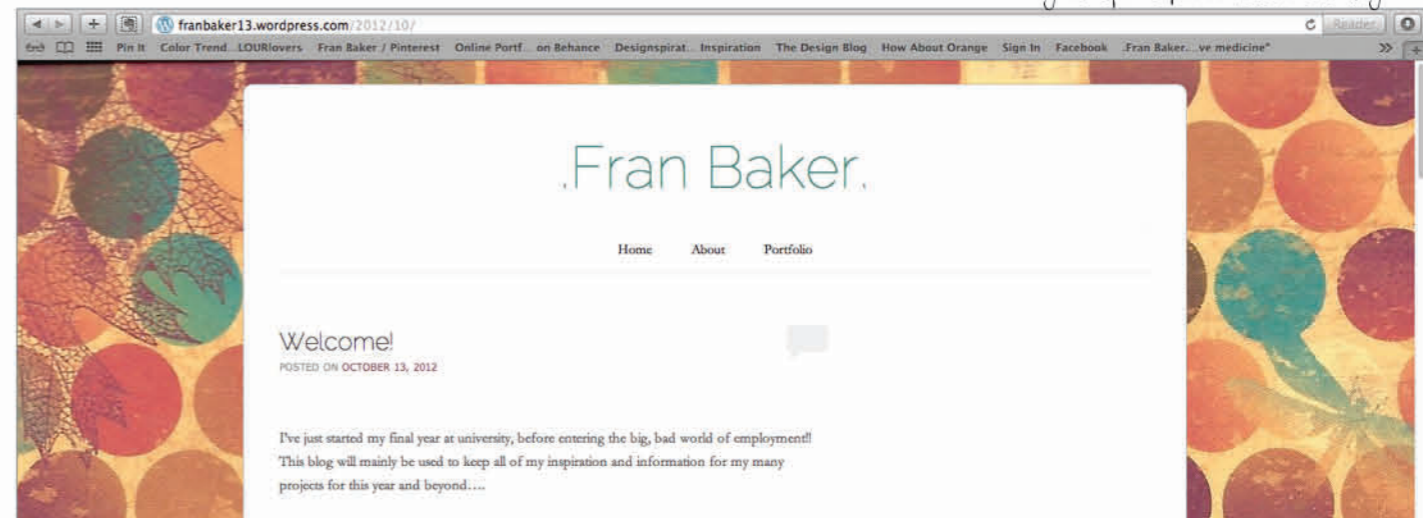 franbaker13.wordpress.com/2012/10/
Reader
Pin It Color Trend...LOURlovers Fran Baker / Pinterest Online Portf... on Behance Designspirat... Inspiration The Design Blog How About Orange Sign In Facebook .Fran Baker....ve medicine"
.Fran Baker.
Home About Portfolio
Welcome!
POSTED ON OCTOBER 13, 2012
I've just started my final year at university, before entering the big, bad world of employment!!
This blog will mainly be used to keep all of my inspiration and information for my many
projects for this year and beyond….